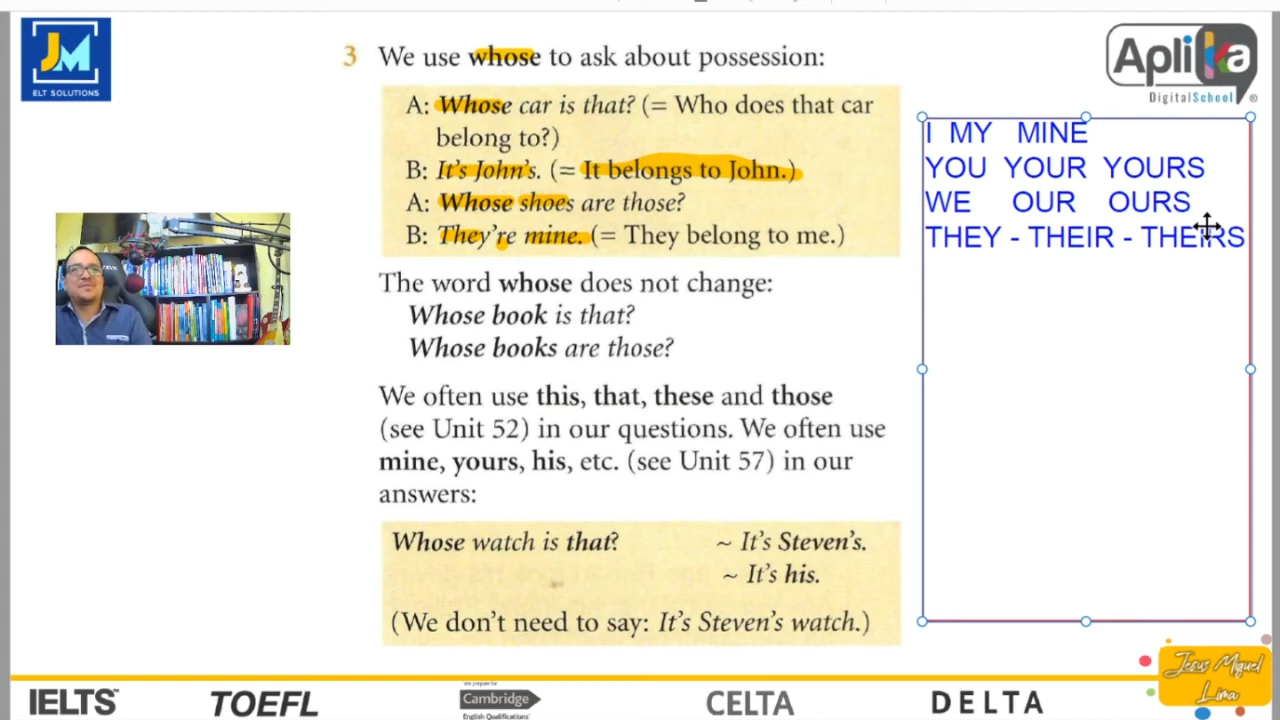 JM
ELT SOLUTIONS
3 We use whose to ask about possession:
A: Whose car is that? (= Who does that car
belong to?)
B: It's John's. (= It belongs to John.)
A: Whose shoes are those?
B: They're mine. (= They belong to me.)
The word whose does not change:
Whose book is that?
Whose books are those?
We often use this, that, these and those
(see Unit 52) in our questions. We often use
mine, yours, his, etc. (see Unit 57) in our
answers:
Whose watch is that? ~ It's Steven's.
~ It's his.
(We don't need to say: It's Steven's watch.)
Aplika
DigitalSchool ®
I MY MINE
YOU YOUR YOURS
WE OUR OURS
THEY - THEIR - THEIRS
Jesus Miguel
Lima
IELTS™
TOEFL
We prepare for
Cambridge
English Qualifications
CELTA
DELTA